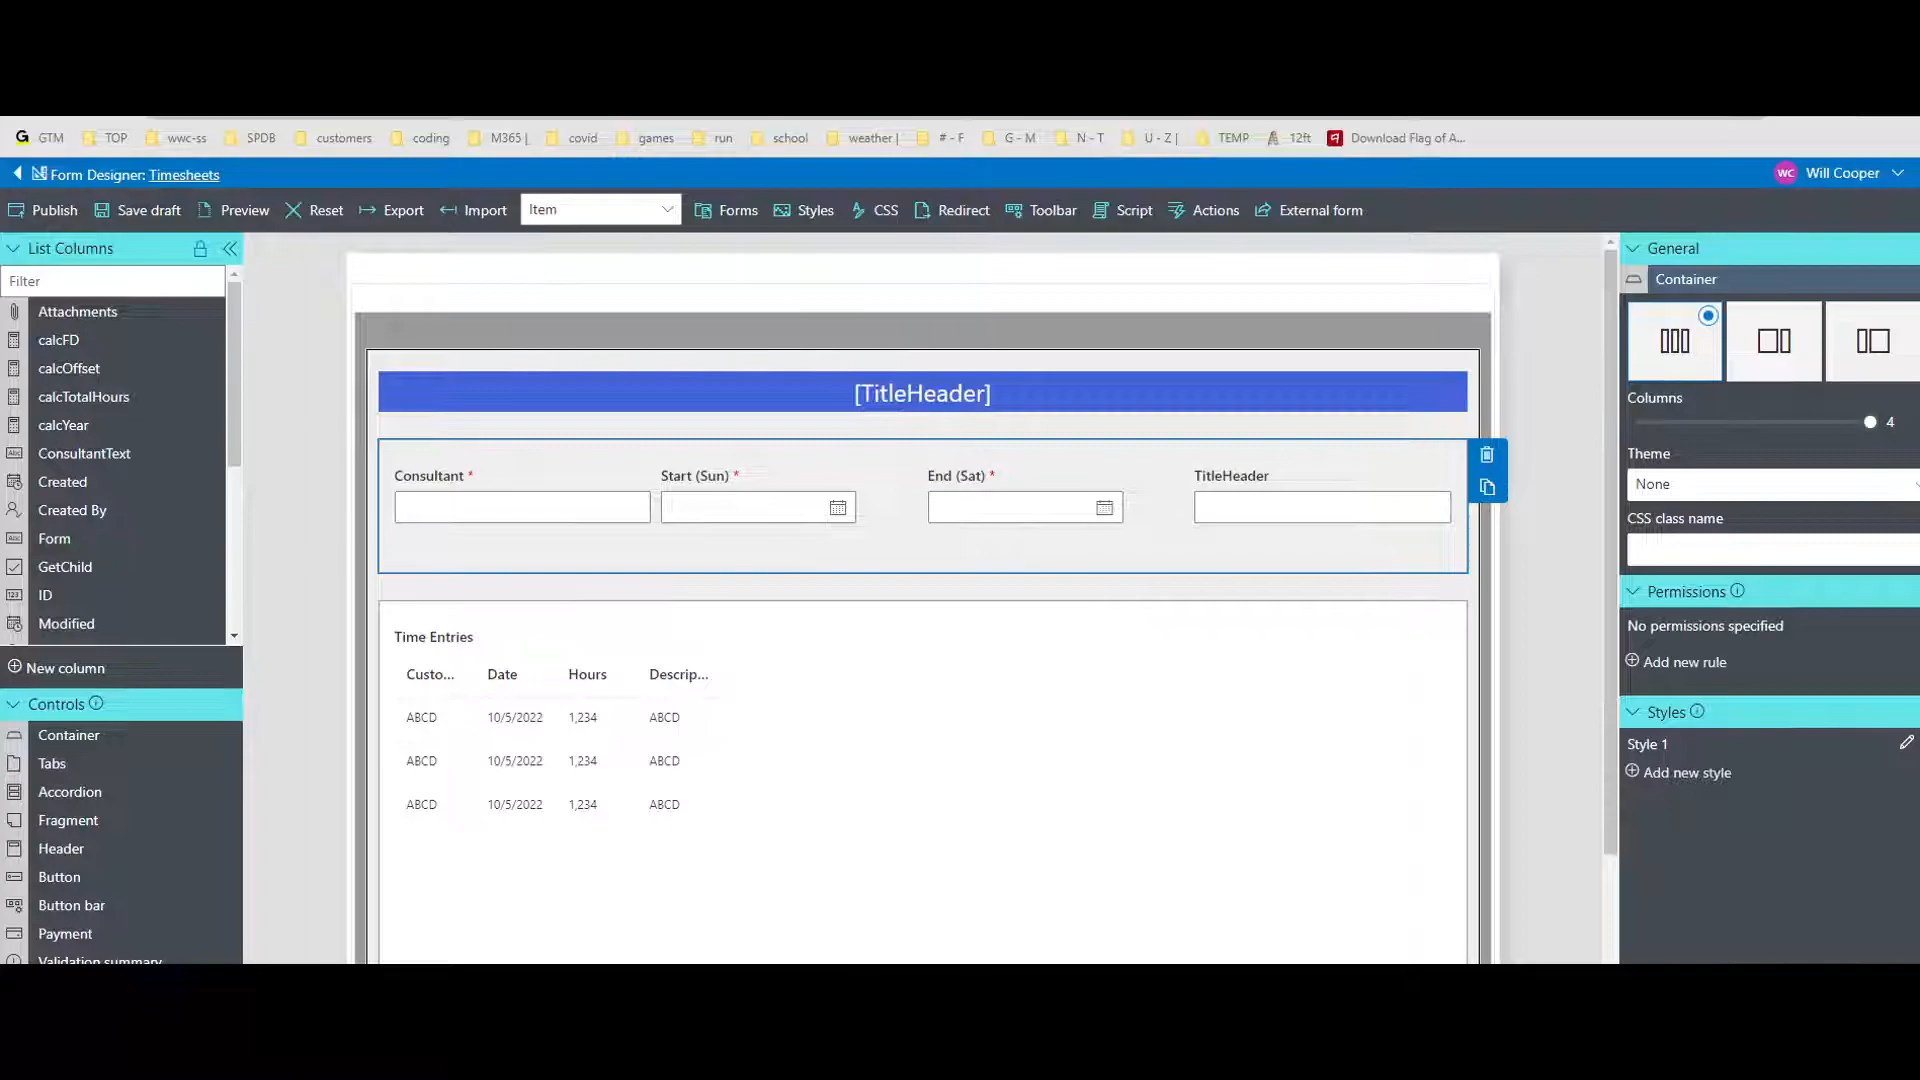 GTM TOP wwc-ss SPDB customers coding M365 | covid games run school weather | # - F G - M N - T U - Z | TEMP 12ft Download Flag of A...
Form Designer: Timesheets WC Will Cooper
Publish Save draft Preview Reset Export Import Item Forms Styles CSS Redirect Toolbar Script Actions External form
List Columns
Filter
Attachments
calcFD
calcOffset
calcTotalHours
calcYear
ConsultantText
Created
Created By
Form
GetChild
ID
Modified
New column
Controls
Container
Tabs
Accordion
Fragment
Header
Button
Button bar
Payment
Validation summary
[TitleHeader]
Consultant * Start (Sun) * End (Sat) * TitleHeader
Time Entries
Custo... Date Hours Descrip...
ABCD 10/5/2022 1,234 ABCD
ABCD 10/5/2022 1,234 ABCD
ABCD 10/5/2022 1,234 ABCD
General
Container
Columns
4
Theme
None
CSS class name
Permissions
No permissions specified
Add new rule
Styles
Style 1
Add new style